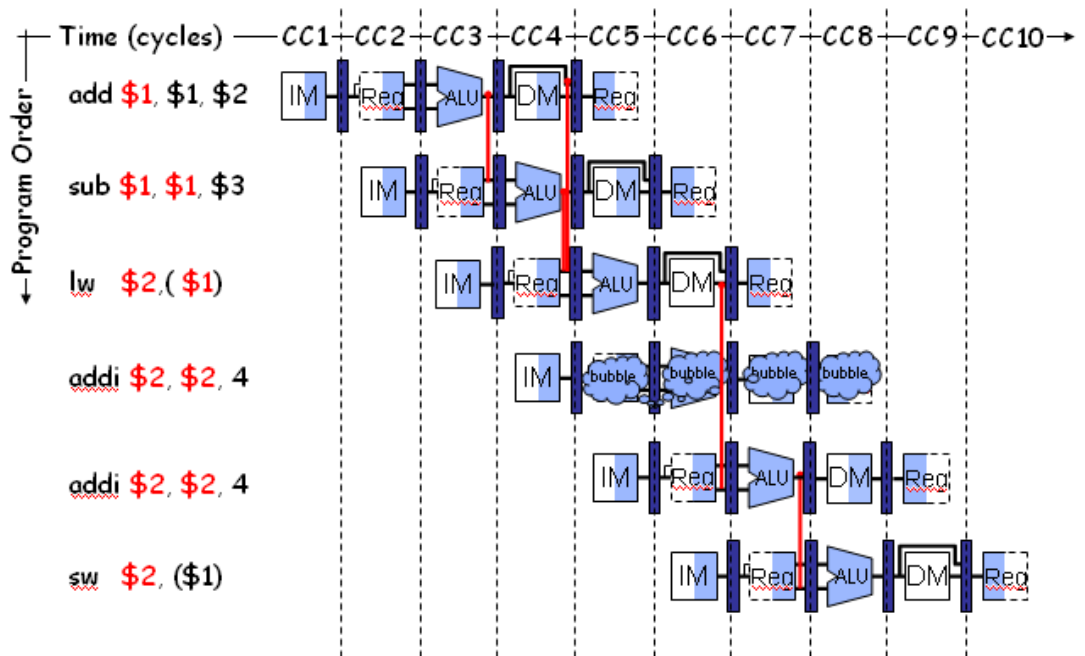 Time (cycles) CC1 CC2 CC3 CC4 CC5 CC6 CC7 CC8 CC9 CC10
Program Order
add $1, $1, $2 IM Reg ALU DM Reg
sub $1, $1, $3 IM Reg ALU DM Reg
lw $2,( $1) IM Reg ALU DM Reg
addi $2, $2, 4 IM bubble bubble bubble bubble
addi $2, $2, 4 IM Reg ALU DM Reg
sw $2, ($1) IM Reg ALU DM Reg